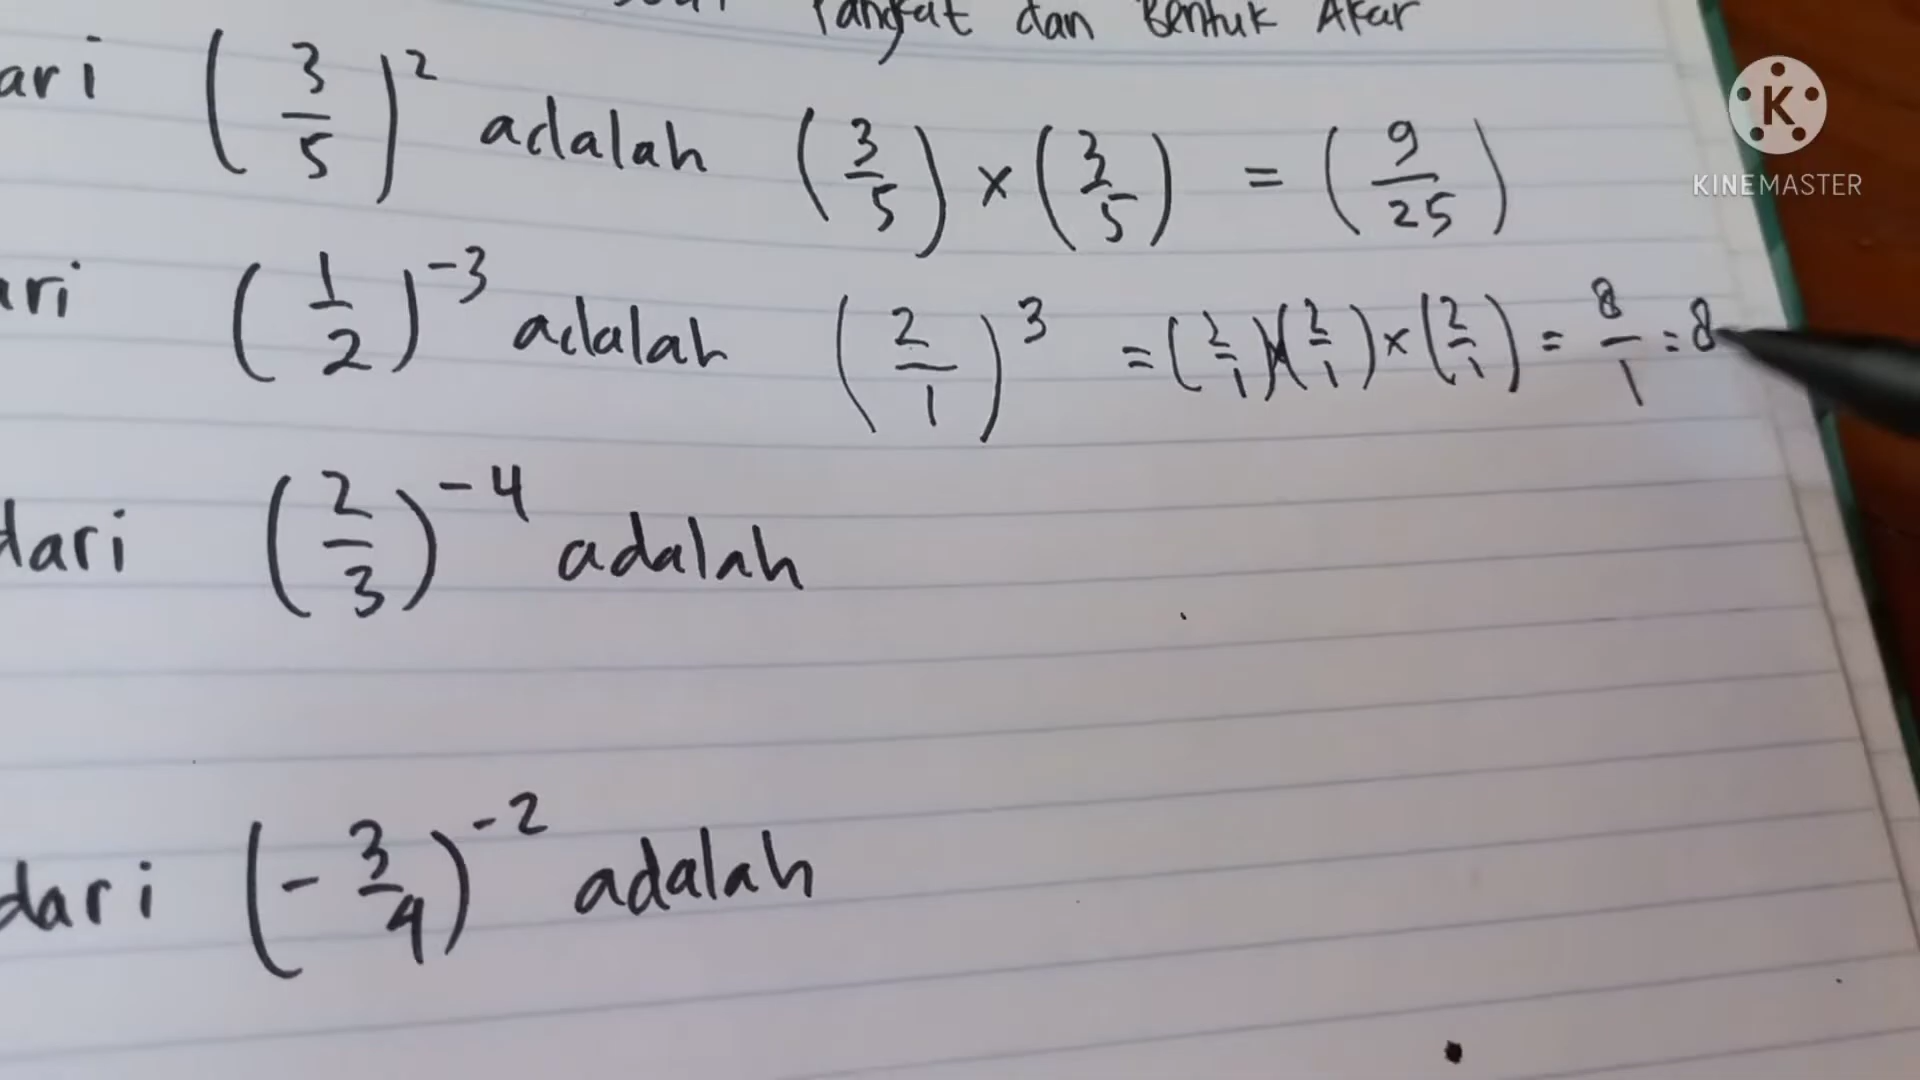 Pangkat dan Bentuk Akar
ari (3/5)² adalah (3/5) × (3/5) = (9/25)
KINEMASTER
ri (1/2)⁻³ adalah (2/1)³ = (2/1)×(2/1)×(2/1) = 8/1 = 8
dari (2/3)⁻⁴ adalah
dari (-3/4)⁻² adalah